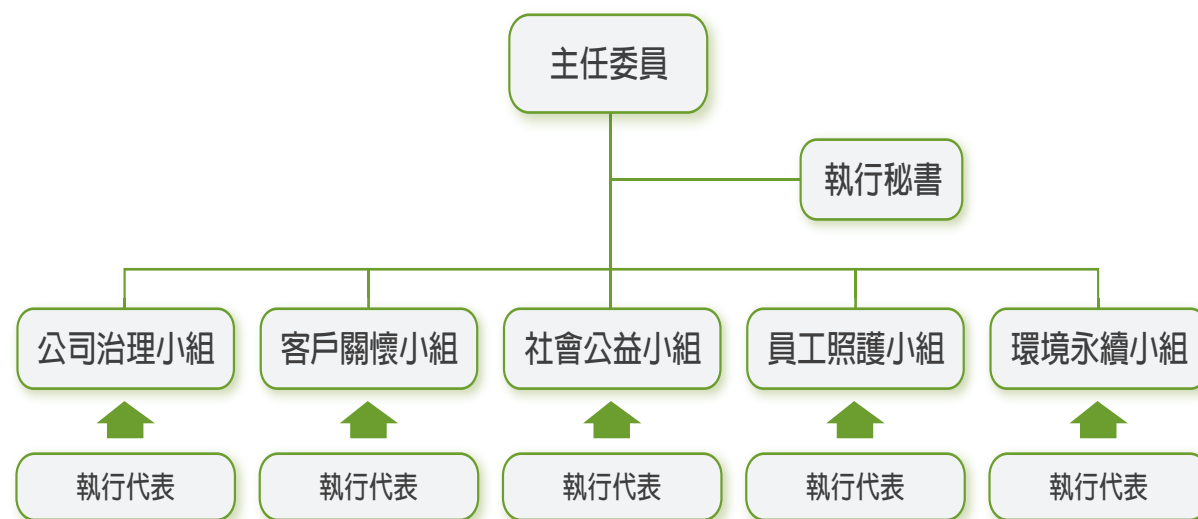 主任委員
執行秘書
公司治理小組
客戶關懷小組
社會公益小組
員工照護小組
環境永續小組
執行代表
執行代表
執行代表
執行代表
執行代表